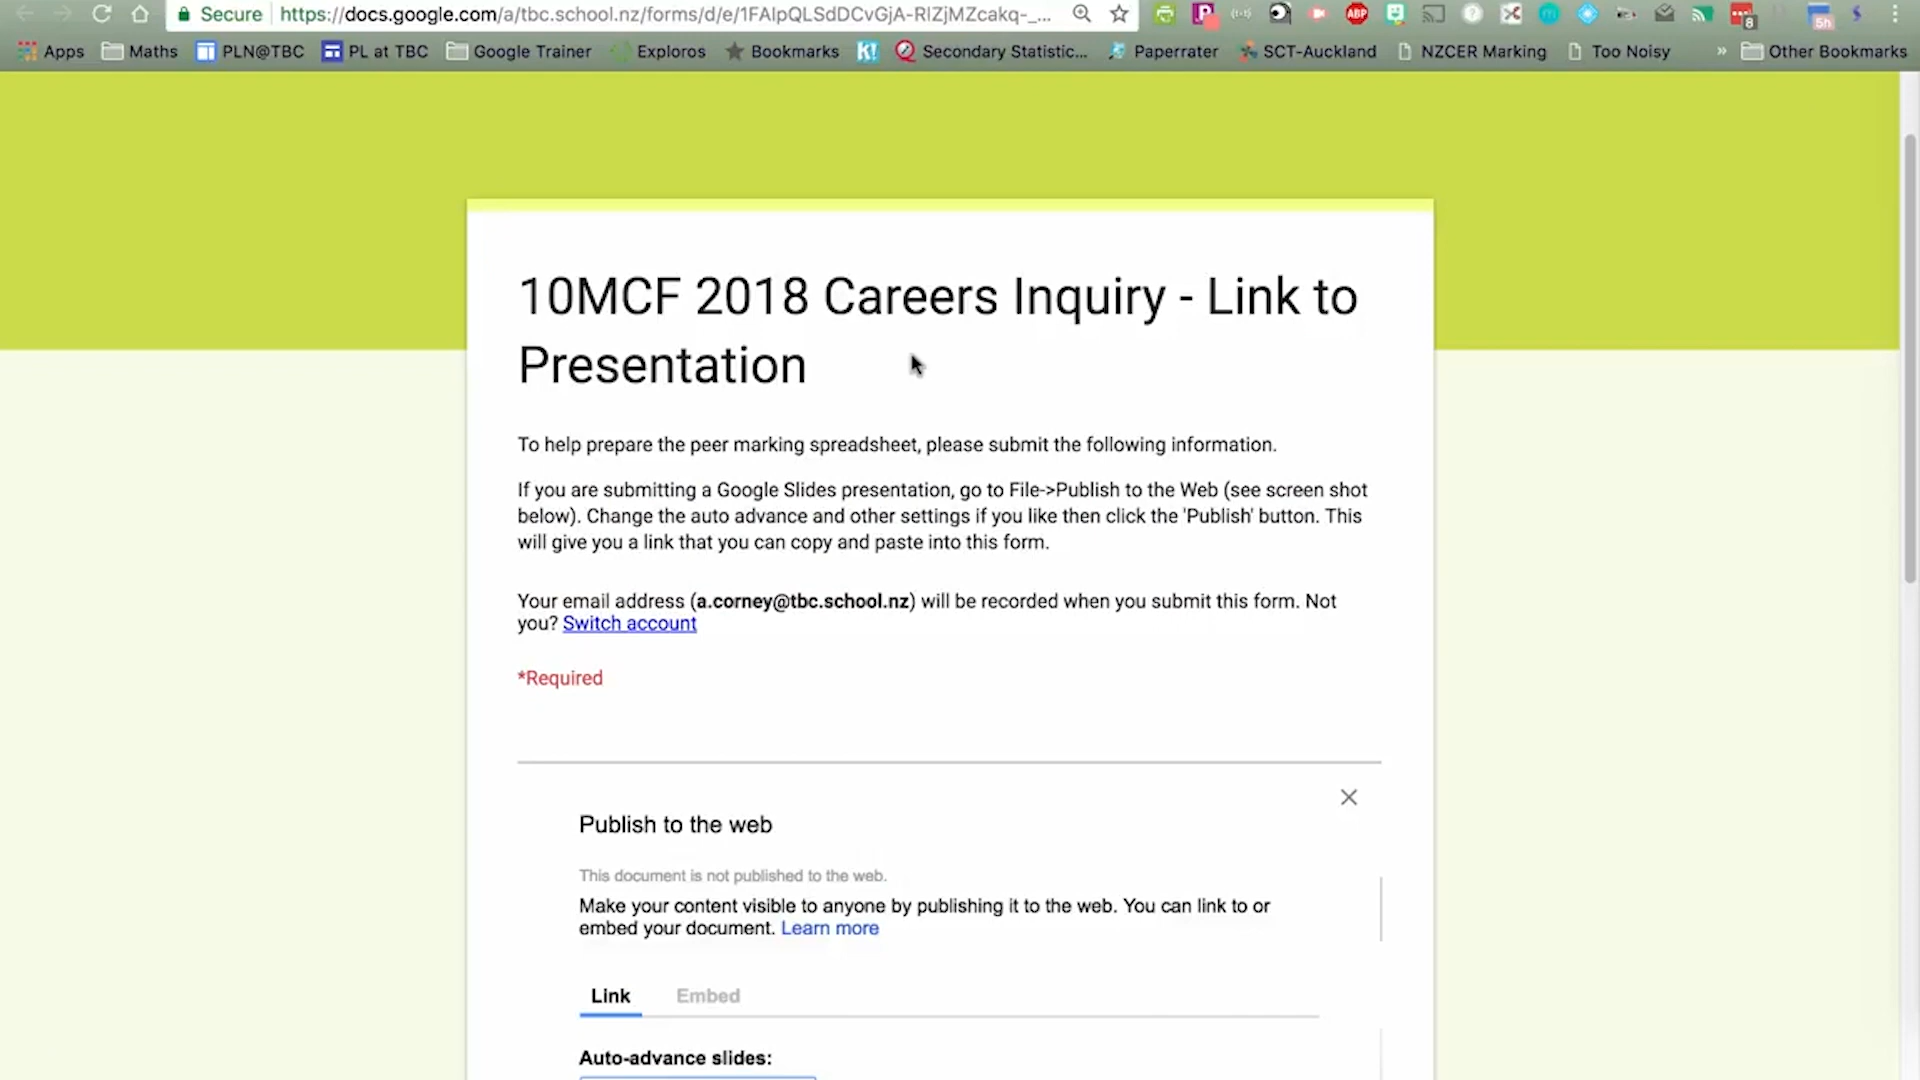 Secure https://docs.google.com/a/tbc.school.nz/forms/d/e/1FAIpQLSdDCvGjA-RlZjMZcakq-_...
Apps Maths PLN@TBC PL at TBC Google Trainer Exploros Bookmarks K! Secondary Statistic... Paperrater SCT-Auckland NZCER Marking Too Noisy » Other Bookmarks
10MCF 2018 Careers Inquiry - Link to
Presentation
To help prepare the peer marking spreadsheet, please submit the following information.
If you are submitting a Google Slides presentation, go to File->Publish to the Web (see screen shot
below). Change the auto advance and other settings if you like then click the 'Publish' button. This
will give you a link that you can copy and paste into this form.
Your email address (a.corney@tbc.school.nz) will be recorded when you submit this form. Not
you? Switch account
*Required
Publish to the web
This document is not published to the web.
Make your content visible to anyone by publishing it to the web. You can link to or
embed your document. Learn more
Link Embed
Auto-advance slides: